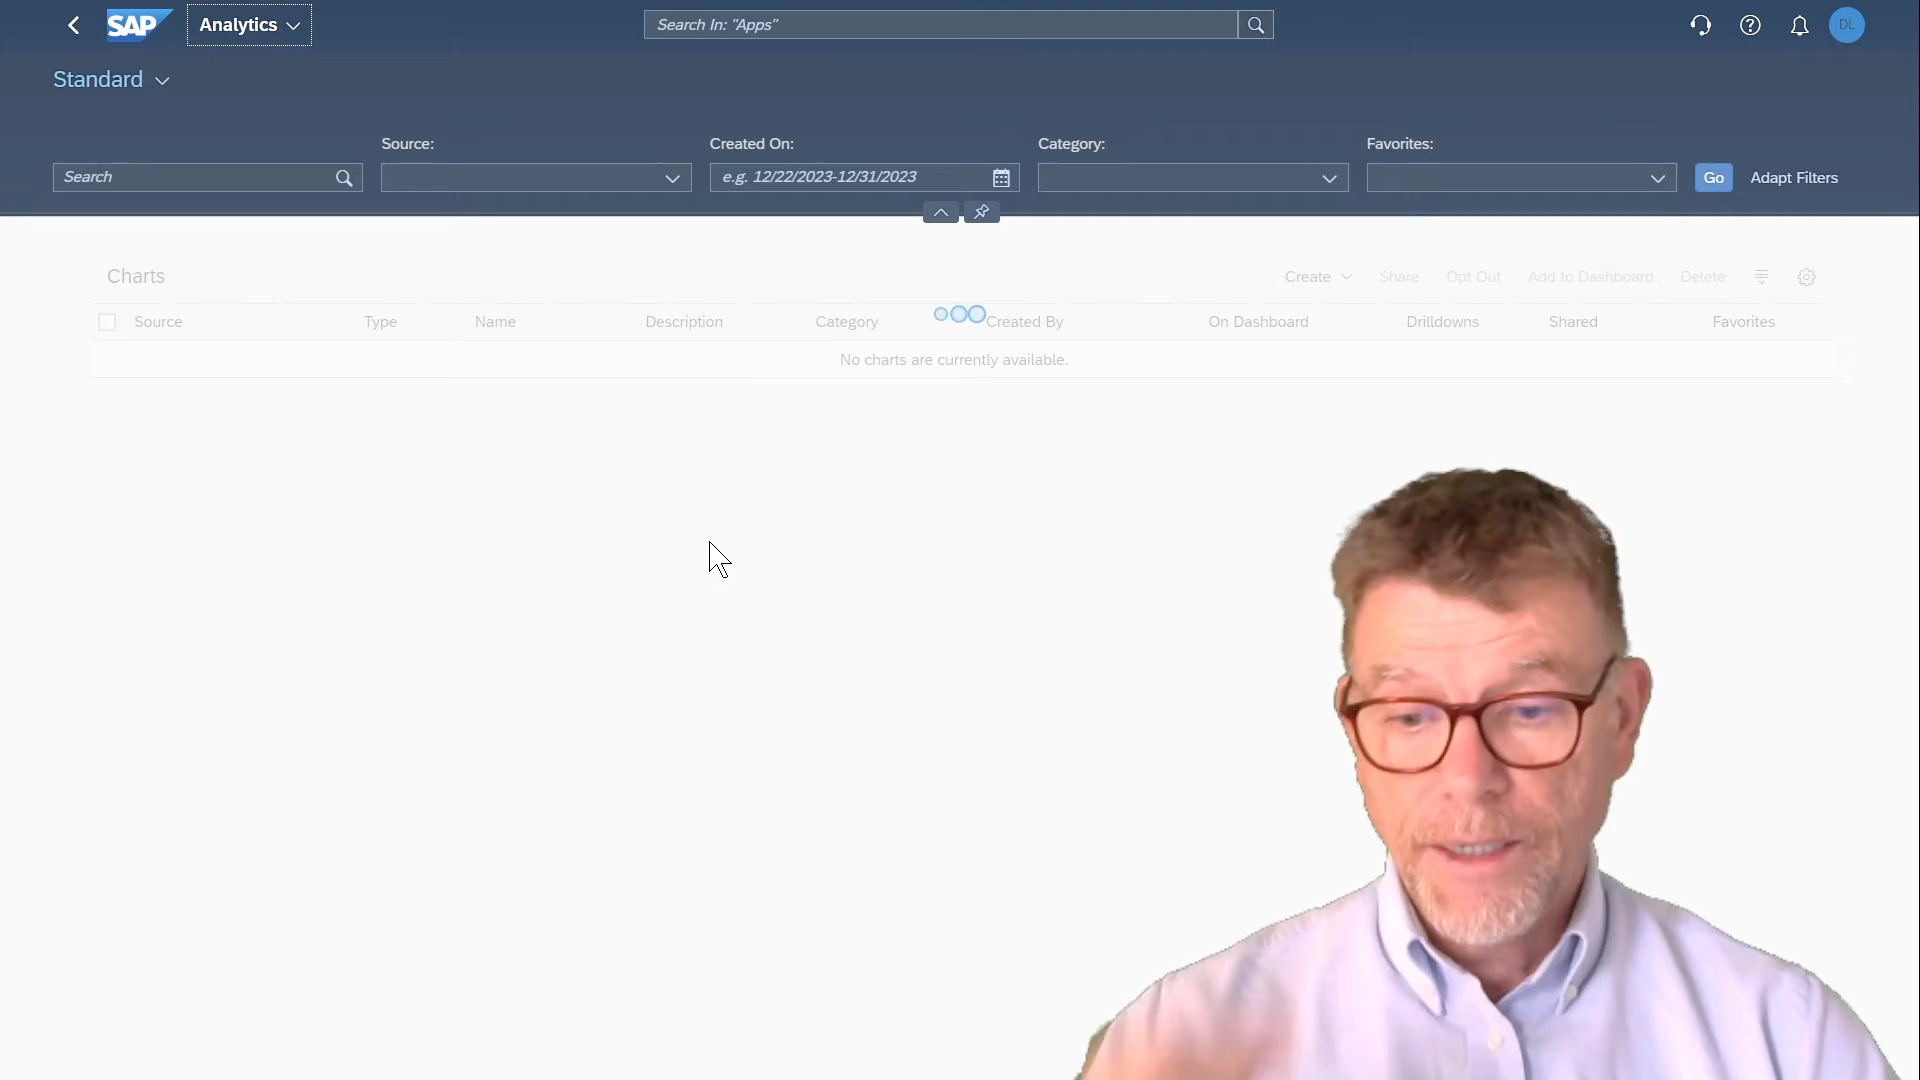 SAP Analytics Search In: "Apps" DL
Standard
Source: Created On: Category: Favorites:
Search e.g. 12/22/2023-12/31/2023 Go Adapt Filters
Charts Create Share Opt Out Add to Dashboard Delete
Source Type Name Description Category Created By On Dashboard Drilldowns Shared Favorites
No charts are currently available.